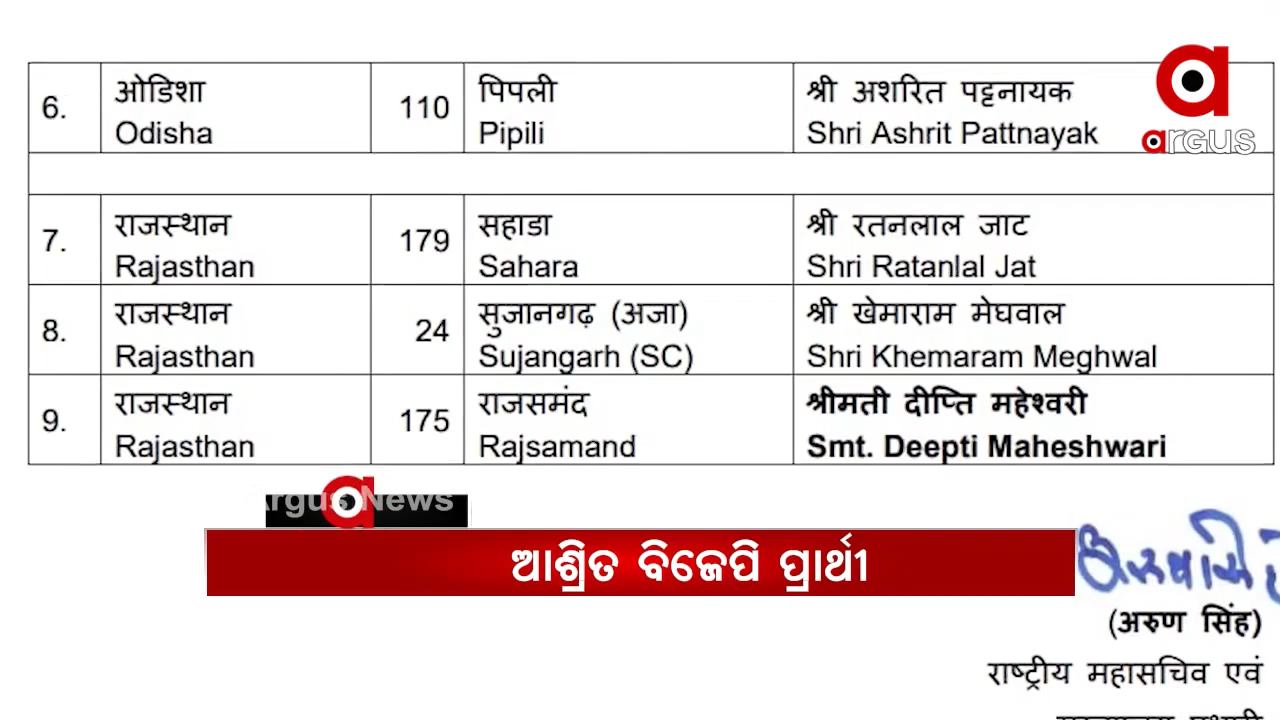 6. ओडिशा 110 पिपली श्री अशरित पट्टनायक
Odisha Pipili Shri Ashrit Pattnayak
argus
7. राजस्थान 179 सहाडा श्री रतनलाल जाट
Rajasthan Sahara Shri Ratanlal Jat
8. राजस्थान 24 सुजानगढ़ (अजा) श्री खेमाराम मेघवाल
Rajasthan Sujangarh (SC) Shri Khemaram Meghwal
9. राजस्थान 175 राजसमंद श्रीमती दीप्ति महेश्वरी
Rajasthan Rajsamand Smt. Deepti Maheshwari
Argus News
ଆଶ୍ରିତ ବିଜେପି ପ୍ରାର୍ଥୀ
(अरुण सिंह)
राष्ट्रीय महासचिव एवं